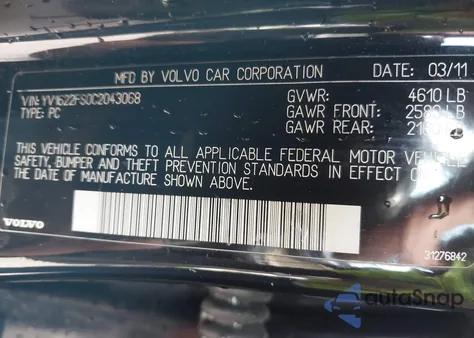 MFD BY VOLVO CAR CORPORATION DATE: 03/11
VIN: YV1622FS0C2043068 GVWR: 4610 LB
TYPE: PC GAWR FRONT: LB
GAWR REAR:
THIS VEHICLE CONFORMS TO ALL APPLICABLE FEDERAL MOTOR VEHICLE
SAFETY, BUMPER AND THEFT PREVENTION STANDARDS IN EFFECT
THE DATE OF MANUFACTURE SHOWN ABOVE.
VOLVO
31276842
autoSnap